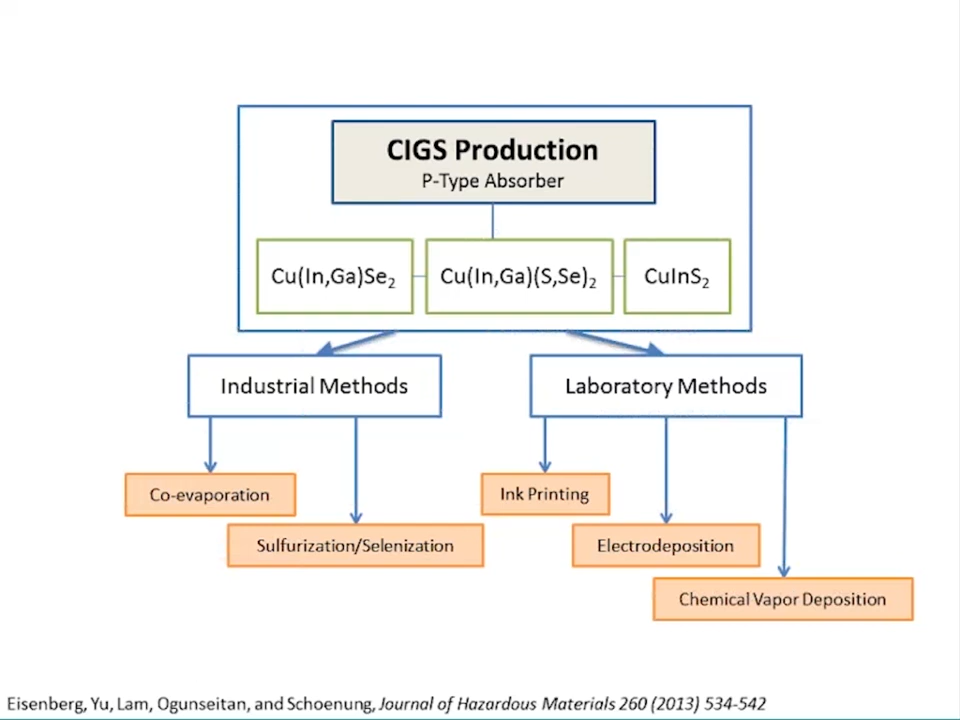 CIGS Production
P-Type Absorber
Cu(In,Ga)Se₂
Cu(In,Ga)(S,Se)₂
CuInS₂
Industrial Methods
Laboratory Methods
Co-evaporation
Ink Printing
Sulfurization/Selenization
Electrodeposition
Chemical Vapor Deposition
Eisenberg, Yu, Lam, Ogunseitan, and Schoenung, Journal of Hazardous Materials 260 (2013) 534-542